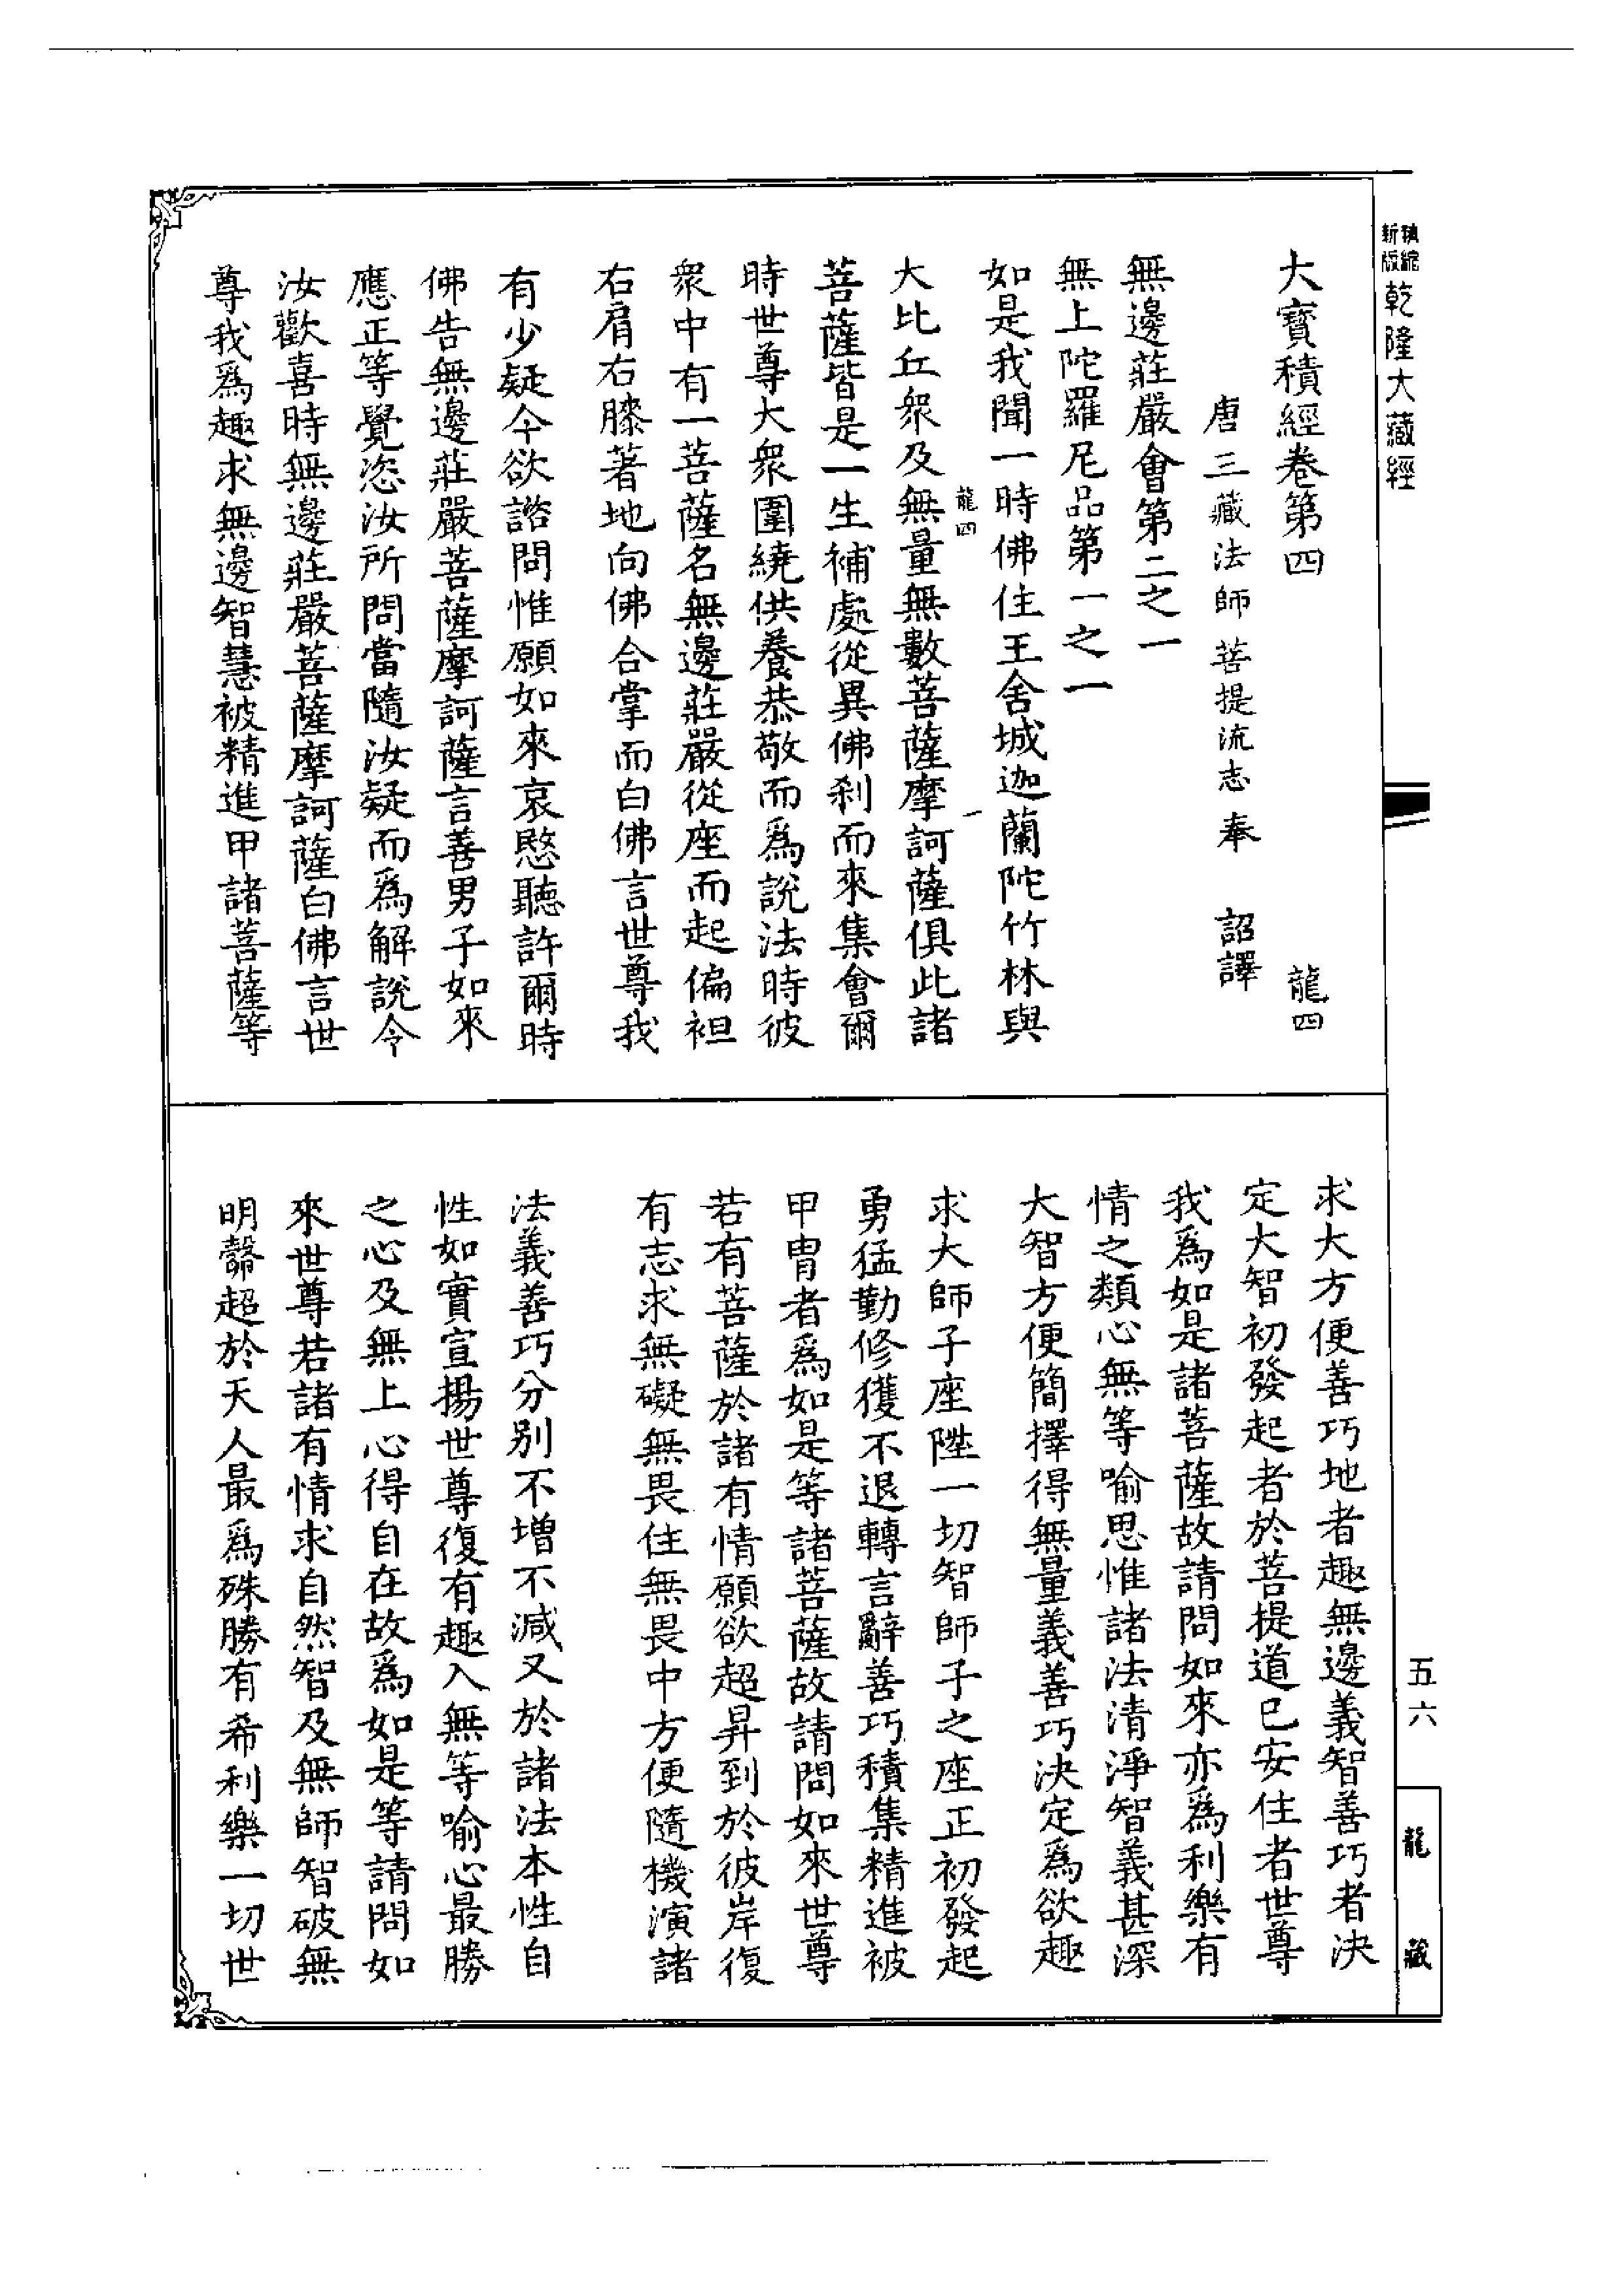 新版縮頒乾隆大藏經
大寶積經卷第四　龍四
唐三藏法師菩提流志奉　詔譯
無邊莊嚴會第二之一
無上陀羅尼品第一之一
如是我聞一時佛住王舍城迦蘭陀竹林與
大比丘衆及無量無數菩薩摩訶薩俱此諸
龍四　一
菩薩皆是一生補處從異佛刹而來集會爾
時世尊大衆圍繞供養恭敬而爲說法時彼
衆中有一菩薩名無邊莊嚴從座而起偏袒
右肩右膝著地向佛合掌而白佛言世尊我
有少疑今欲諮問惟願如來哀愍聽許爾時
佛告無邊莊嚴菩薩摩訶薩言善男子如來
應正等覺恣汝所問當隨汝疑而爲解說令
汝歡喜時無邊莊嚴菩薩摩訶薩白佛言世
尊我爲趣求無邊智慧被精進甲諸菩薩等
求大方便善巧地者趣無邊義智善巧者決
定大智初發起者於菩提道已安住者世尊
我爲如是諸菩薩故請問如來亦爲利樂有
情之類心無等喻思惟諸法清淨智義甚深
大智方便簡擇得無量義善巧決定爲欲趣
求大師子座陞一切智師子之座正初發起
勇猛勤修獲不退轉言辭善巧積集精進被
甲冑者爲如是等諸菩薩故請問如來世尊
若有菩薩於諸有情願欲超昇到於彼岸復
有志求無礙無畏住無畏中方便隨機演諸
法義善巧分別不增不減又於諸法本性自
性如實宣揚世尊復有趣入無等喻心最勝
之心及無上心得自在故爲如是等請問如
來世尊若諸有情求自然智及無師智破無
明㲉超於天人最爲殊勝有希利樂一切世
五六
龍藏